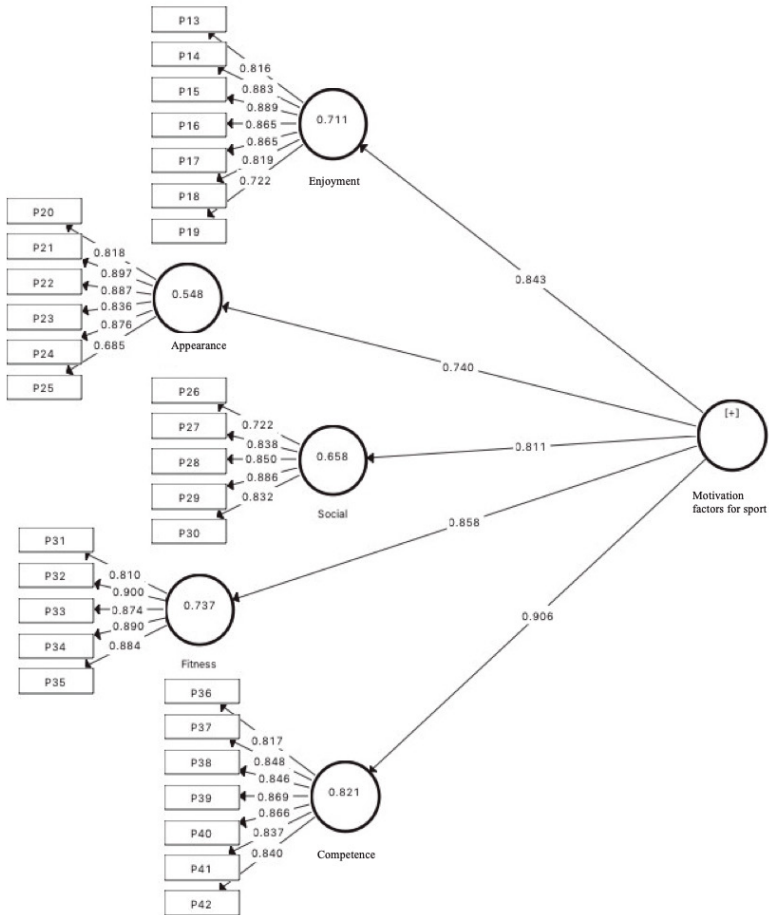 P13
P14
P15
P16
P17
P18
P19
0.816
0.883
0.889
0.865
0.865
0.819
0.722
0.711
Enjoyment
P20
P21
P22
P23
P24
P25
0.818
0.897
0.887
0.836
0.876
0.685
0.548
Appearance
P26
P27
P28
P29
P30
0.722
0.838
0.850
0.886
0.832
0.658
Social
P31
P32
P33
P34
P35
0.810
0.900
0.874
0.890
0.884
0.737
Fitness
P36
P37
P38
P39
P40
P41
P42
0.817
0.848
0.846
0.869
0.866
0.837
0.840
0.821
Competence
0.843
0.740
0.811
0.858
0.906
[+]
Motivation
factors for sport